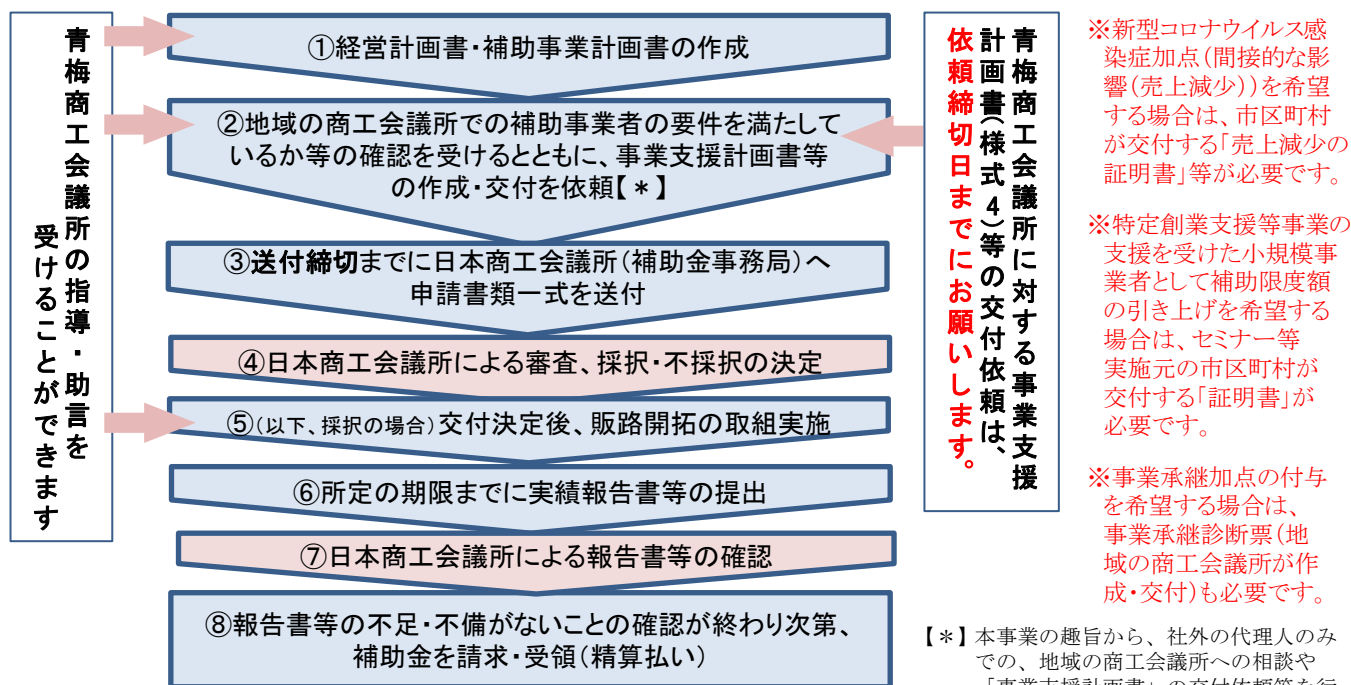 青梅商工会議所の指導・助言を
受けることができます
①経営計画書・補助事業計画書の作成
②地域の商工会議所での補助事業者の要件を満たして
いるか等の確認を受けるとともに、事業支援計画書等
の作成・交付を依頼【＊】
③送付締切までに日本商工会議所（補助金事務局）へ
申請書類一式を送付
④日本商工会議所による審査、採択・不採択の決定
⑤（以下、採択の場合）交付決定後、販路開拓の取組実施
⑥所定の期限までに実績報告書等の提出
⑦日本商工会議所による報告書等の確認
⑧報告書等の不足・不備がないことの確認が終わり次第、
補助金を請求・受領（精算払い）
青梅商工会議所に対する事業支援
計画書（様式４）等の交付依頼は、
依頼締切日までにお願いします。
※新型コロナウイルス感
染症加点（間接的な影
響（売上減少））を希望
する場合は、市区町村
が交付する「売上減少の
証明書」等が必要です。
※特定創業支援等事業の
支援を受けた小規模事
業者として補助限度額
の引き上げを希望する
場合は、セミナー等
実施元の市区町村が
交付する「証明書」が
必要です。
※事業承継加点の付与
を希望する場合は、
事業承継診断票（地
域の商工会議所が作
成・交付）も必要です。
【＊】本事業の趣旨から、社外の代理人のみ
での、地域の商工会議所への相談や
「事業支援計画書」の交付依頼等を行